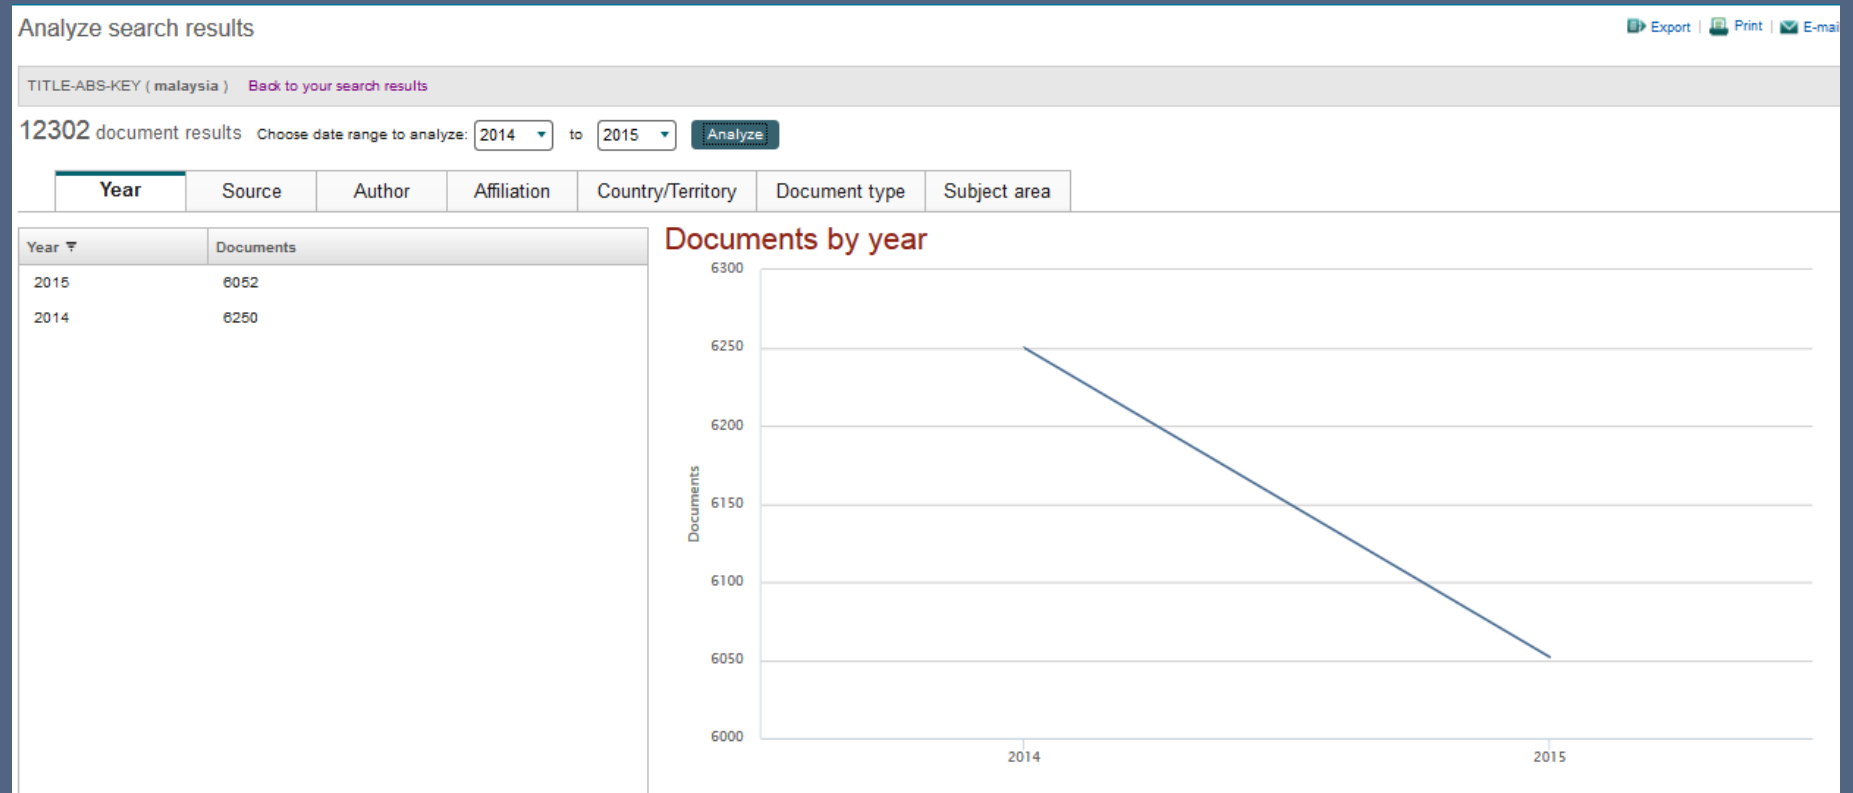 Analyze search results
Export | Print | E-mai
TITLE-ABS-KEY ( malaysia ) Back to your search results
12302 document results Choose date range to analyze: 2014 to 2015 Analyze
Year Source Author Affiliation Country/Territory Document type Subject area
Year Documents
2015 6052
2014 6250
Documents by year
6300
6250
6200
6150
6100
6050
6000
Documents
2014 2015